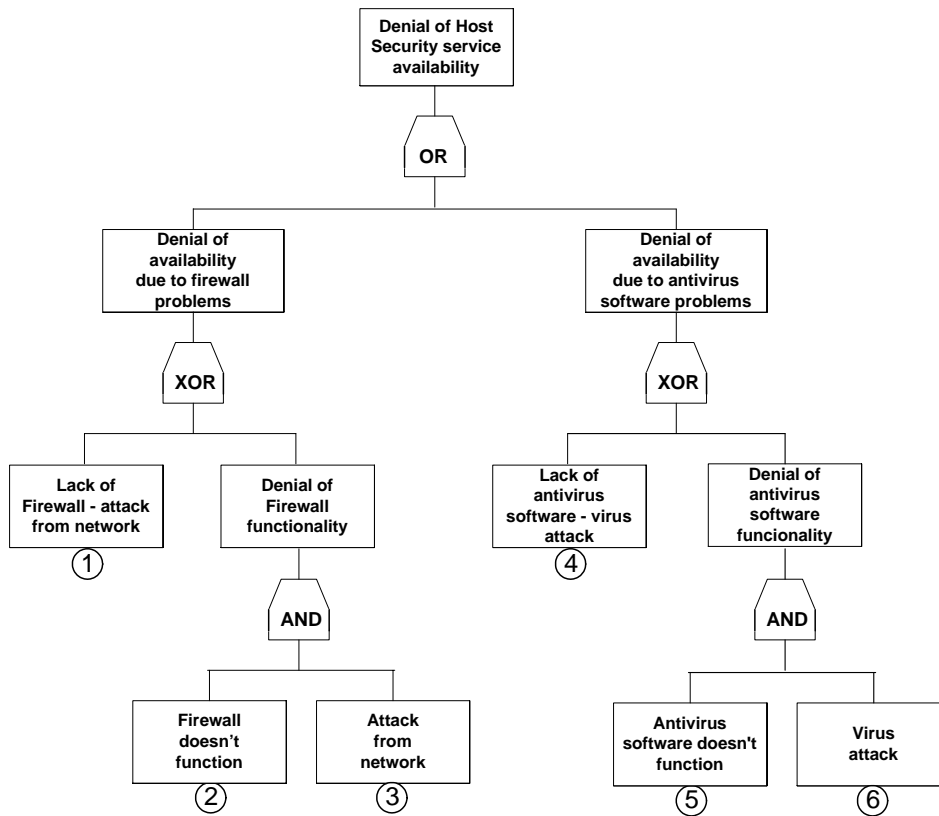 Denial of Host
Security service
availability
OR
Denial of
availability
due to firewall
problems
Denial of
availability
due to antivirus
software problems
XOR
XOR
Lack of
Firewall - attack
from network
1
Denial of
Firewall
functionality
Lack of
antivirus
software - virus
attack
4
Denial of
antivirus
software
funcionality
AND
AND
Firewall
doesn’t
function
2
Attack
from
network
3
Antivirus
software doesn't
function
5
Virus
attack
6